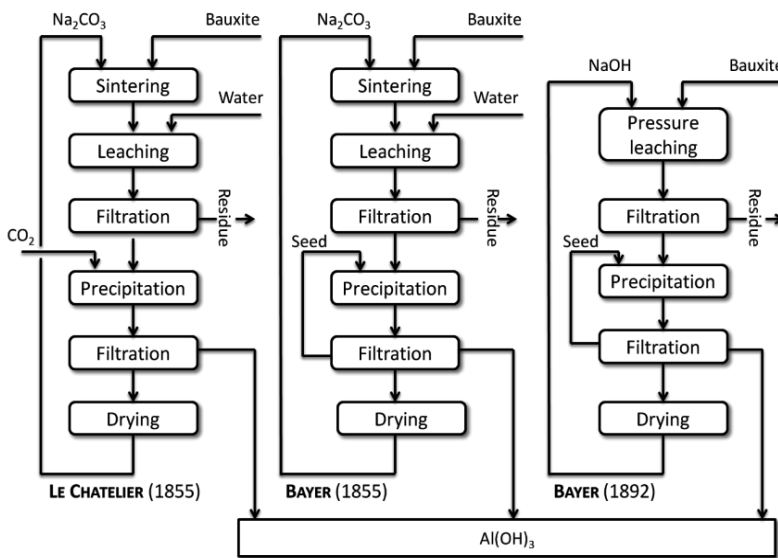 Na₂CO₃ Bauxite
Sintering
Water
Leaching
Filtration
Residue
CO₂
Precipitation
Filtration
Drying
LE CHATELIER (1855)
Na₂CO₃ Bauxite
Sintering
Water
Leaching
Filtration
Residue
Seed
Precipitation
Filtration
Drying
BAYER (1855)
NaOH Bauxite
Pressure
leaching
Filtration
Residue
Seed
Precipitation
Filtration
Drying
BAYER (1892)
Al(OH)₃